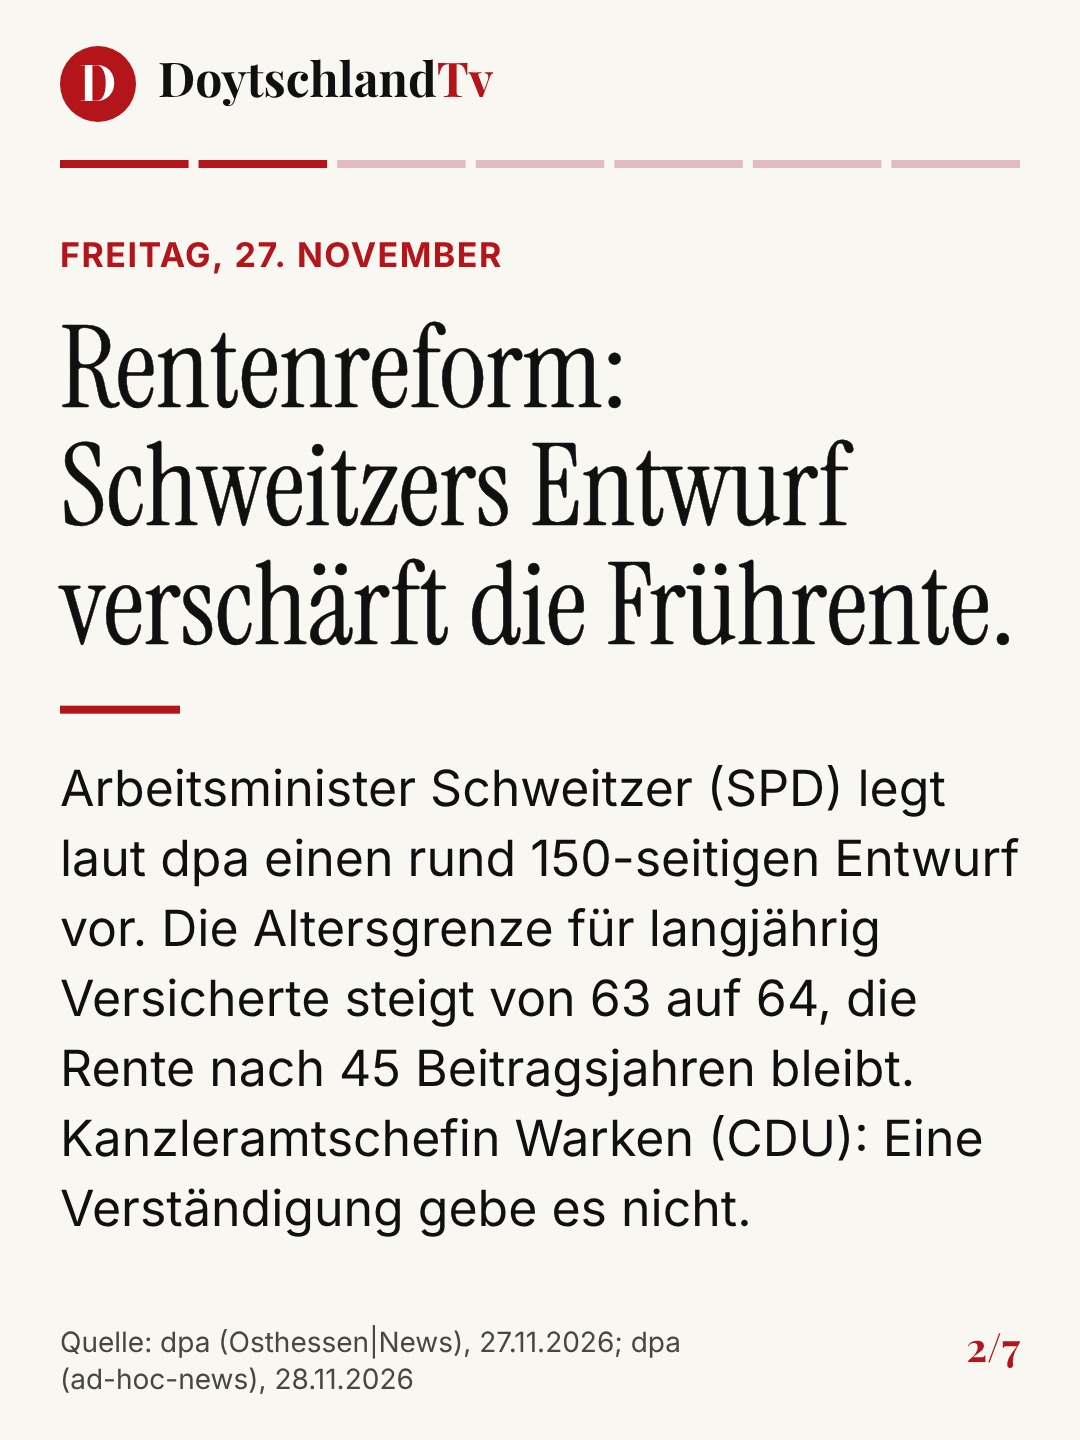 D DoytschlandTv
FREITAG, 27. NOVEMBER
Rentenreform:
Schweitzers Entwurf
verschärft die Frührente.
Arbeitsminister Schweitzer (SPD) legt
laut dpa einen rund 150-seitigen Entwurf
vor. Die Altersgrenze für langjährig
Versicherte steigt von 63 auf 64, die
Rente nach 45 Beitragsjahren bleibt.
Kanzleramtschefin Warken (CDU): Eine
Verständigung gebe es nicht.
Quelle: dpa (Osthessen|News), 27.11.2026; dpa
(ad-hoc-news), 28.11.2026
2/7